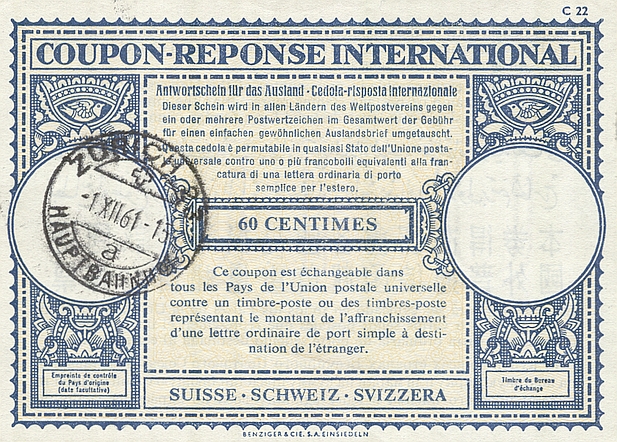 C 22
COUPON-REPONSE INTERNATIONAL
Antwortschein für das Ausland · Cedola-risposta internazionale
Dieser Schein wird in allen Ländern des Weltpostvereins gegen
ein oder mehrere Postwertzeichen im Gesamtwert der Gebühr
für einen einfachen gewöhnlichen Auslandsbrief umgetauscht.
cedola è permutabile in qualsiasi Stato dell'Unione posta-
universale contro uno o più francobolli equivalenti alla fran-
catura di una lettera ordinaria di porto
semplice per l'estero.
ZÜRICH
-1.XII.61-
a
HAUPTBAHNHOF
60 CENTIMES
Ce coupon est échangeable dans
tous les Pays de l'Union postale universelle
contre un timbre-poste ou des timbres-poste
représentant le montant de l'affranchissement
d'une lettre ordinaire de port simple à desti-
nation de l'étranger.
Empreinte de contrôle
du Pays d'origine
(date facultative)
Timbre du Bureau
d'échange
SUISSE · SCHWEIZ · SVIZZERA
BENZIGER & CIE. S.A. EINSIEDELN